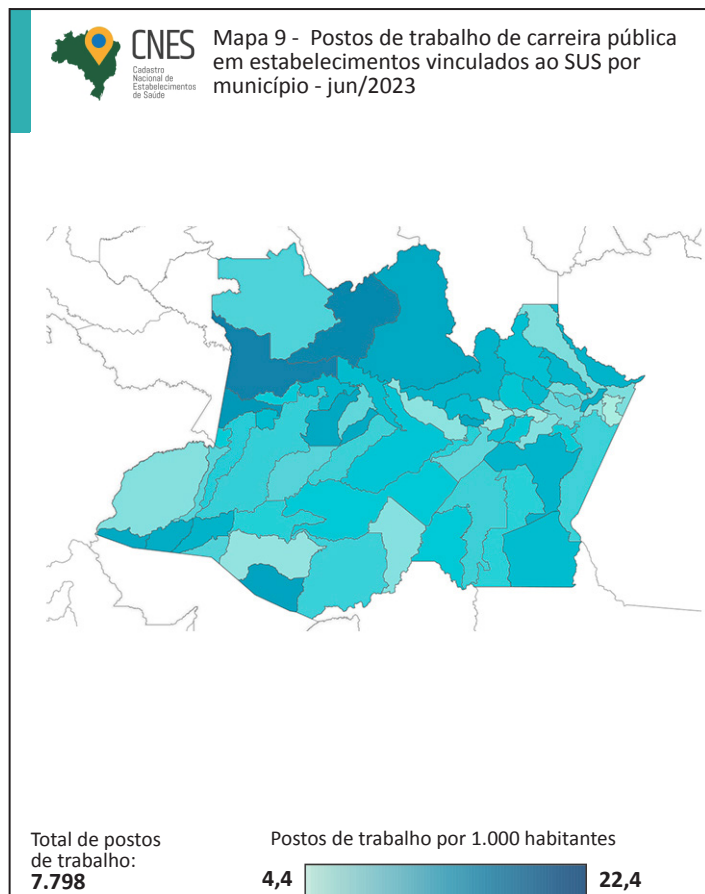 CNES
Cadastro
Nacional de
Estabelecimentos
de Saúde
Mapa 9 - Postos de trabalho de carreira pública
em estabelecimentos vinculados ao SUS por
município - jun/2023
Total de postos
de trabalho:
7.798
Postos de trabalho por 1.000 habitantes
4,4
22,4